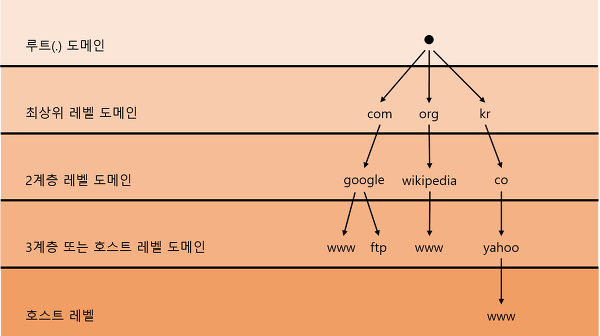 루트(.) 도메인
최상위 레벨 도메인 com org kr
2계층 레벨 도메인 google wikipedia co
3계층 또는 호스트 레벨 도메인 www ftp www yahoo
호스트 레벨 www